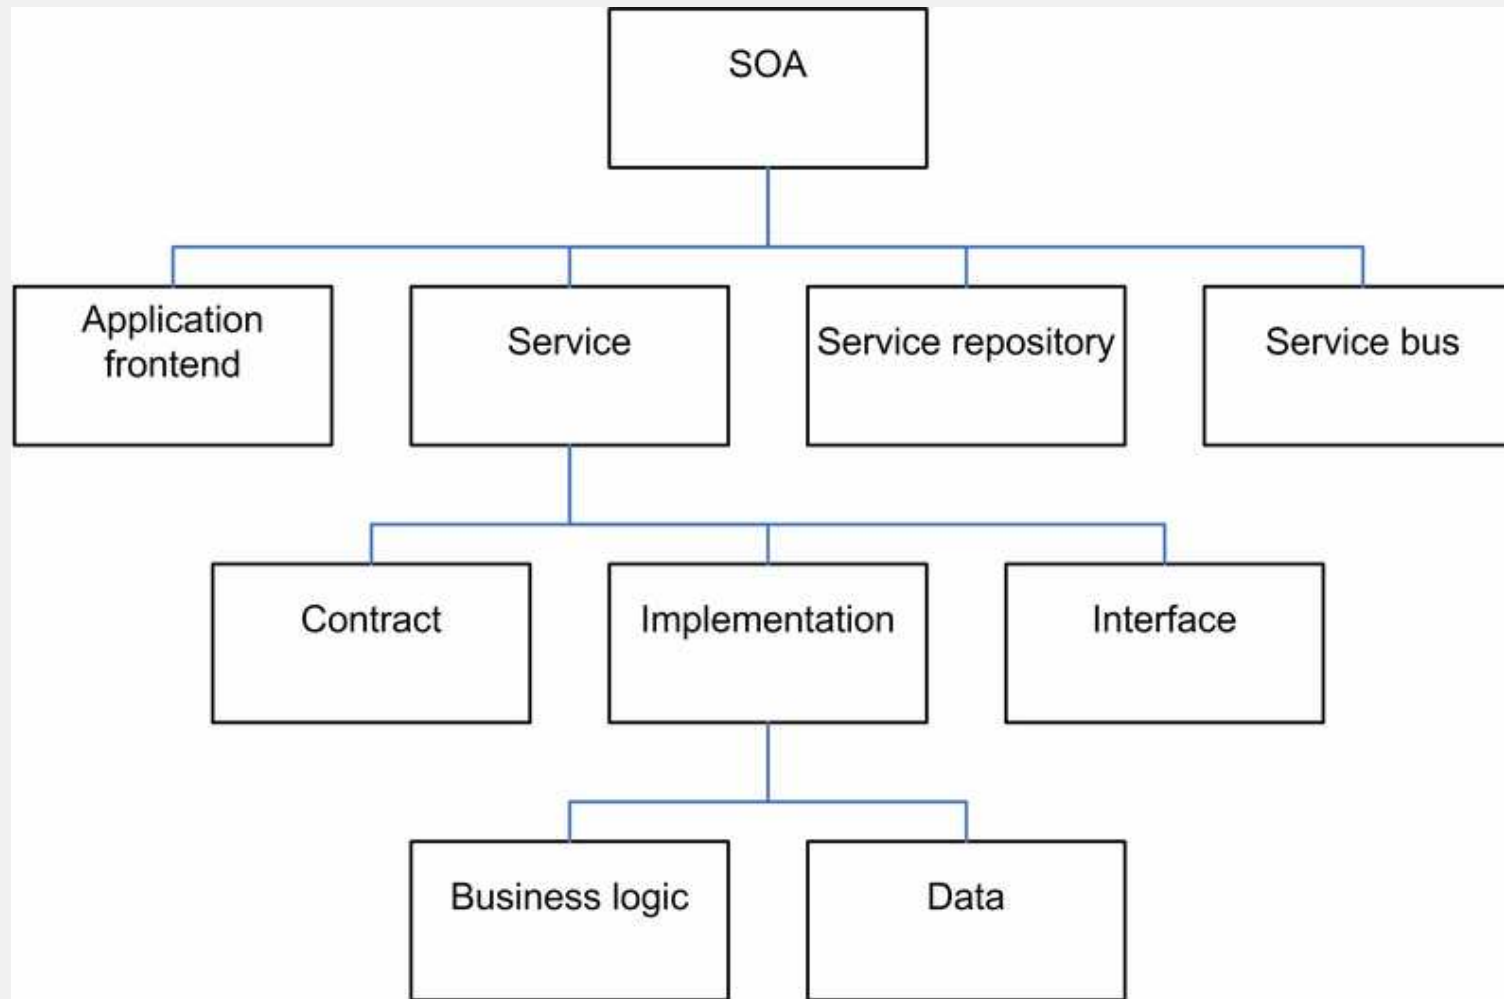 SOA
Application
frontend
Service
Service repository
Service bus
Contract
Implementation
Interface
Business logic
Data